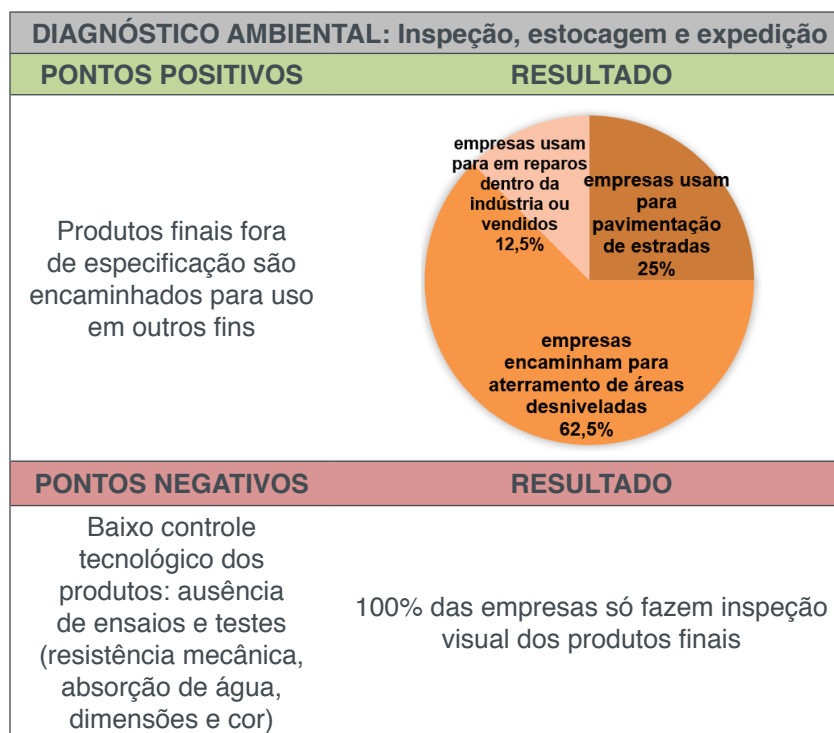 DIAGNÓSTICO AMBIENTAL: Inspeção, estocagem e expedição
PONTOS POSITIVOS
RESULTADO
Produtos finais fora
de especificação são
encaminhados para uso
em outros fins
empresas usam
para em reparos
dentro da
indústria ou
vendidos
12,5%
empresas usam
para
pavimentação
de estradas
25%
empresas
encaminham para
aterramento de áreas
desniveladas
62,5%
PONTOS NEGATIVOS
RESULTADO
Baixo controle
tecnológico dos
produtos: ausência
de ensaios e testes
(resistência mecânica,
absorção de água,
dimensões e cor)
100% das empresas só fazem inspeção
visual dos produtos finais